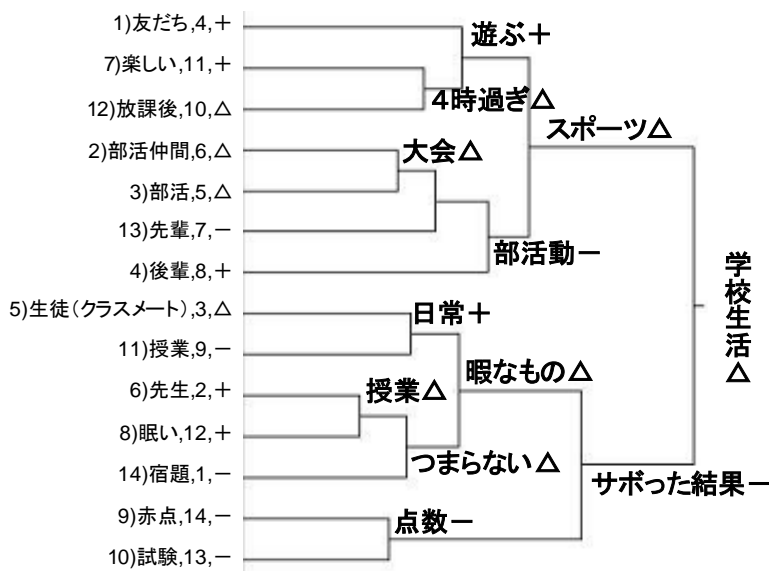 1)友だち,4,＋
7)楽しい,11,＋
12)放課後,10,△
2)部活仲間,6,△
3)部活,5,△
13)先輩,7,－
4)後輩,8,＋
5)生徒（クラスメート）,3,△
11)授業,9,－
6)先生,2,＋
8)眠い,12,＋
14)宿題,1,－
9)赤点,14,－
10)試験,13,－
遊ぶ＋
４時過ぎ△
大会△
スポーツ△
部活動－
日常＋
授業△
暇なもの△
つまらない△
点数－
サボった結果－
学校生活△